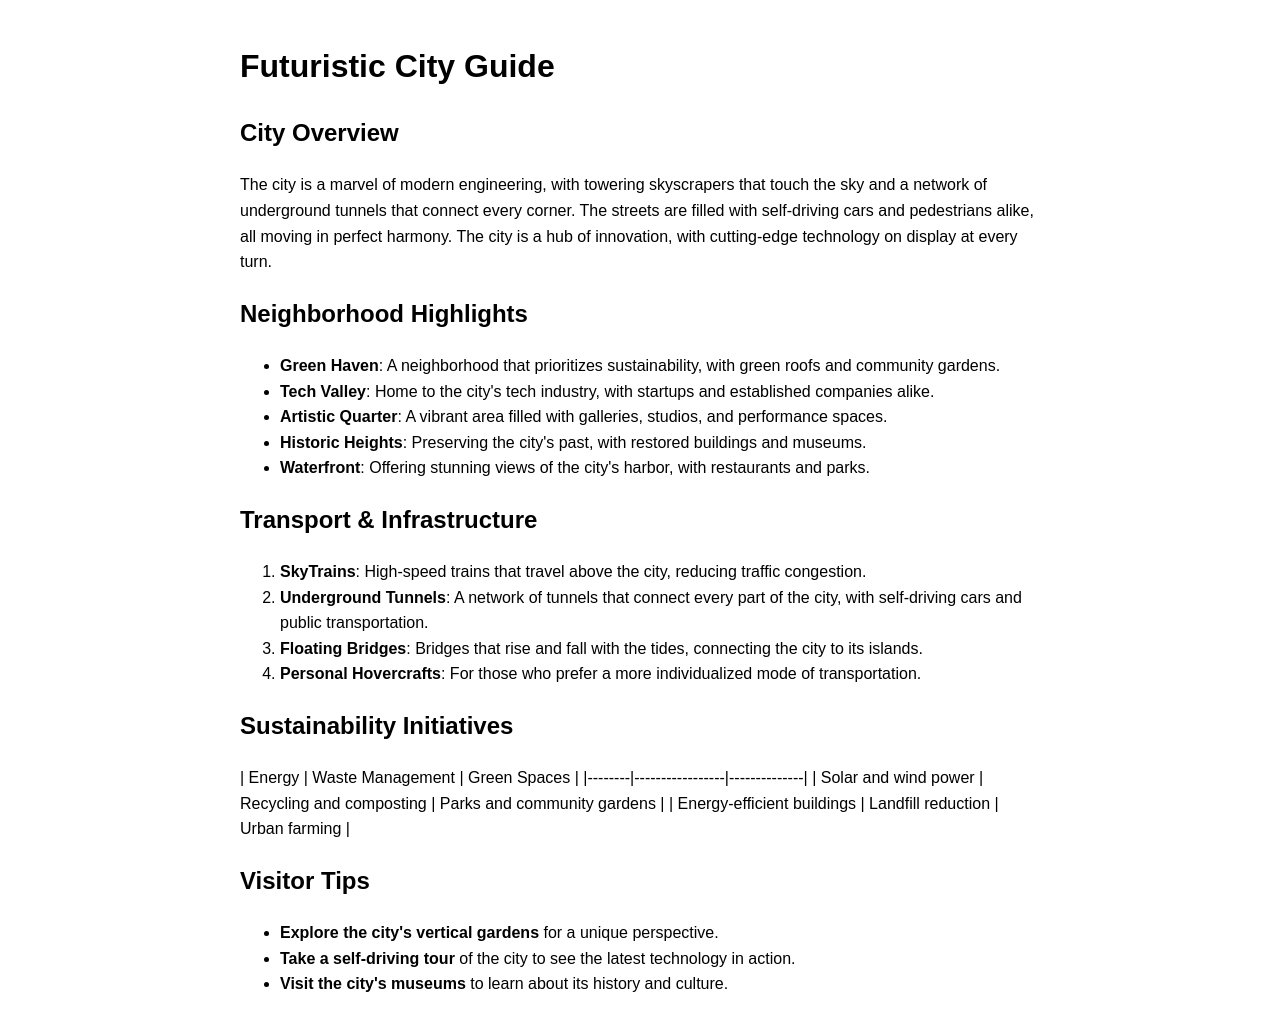 Futuristic City Guide
City Overview
The city is a marvel of modern engineering, with towering skyscrapers that touch the sky and a network of
underground tunnels that connect every corner. The streets are filled with self-driving cars and pedestrians alike,
all moving in perfect harmony. The city is a hub of innovation, with cutting-edge technology on display at every
turn.
Neighborhood Highlights
• Green Haven: A neighborhood that prioritizes sustainability, with green roofs and community gardens.
• Tech Valley: Home to the city's tech industry, with startups and established companies alike.
• Artistic Quarter: A vibrant area filled with galleries, studios, and performance spaces.
• Historic Heights: Preserving the city's past, with restored buildings and museums.
• Waterfront: Offering stunning views of the city's harbor, with restaurants and parks.
Transport & Infrastructure
1. SkyTrains: High-speed trains that travel above the city, reducing traffic congestion.
2. Underground Tunnels: A network of tunnels that connect every part of the city, with self-driving cars and
public transportation.
3. Floating Bridges: Bridges that rise and fall with the tides, connecting the city to its islands.
4. Personal Hovercrafts: For those who prefer a more individualized mode of transportation.
Sustainability Initiatives
| Energy | Waste Management | Green Spaces | |--------|-----------------|--------------| | Solar and wind power |
Recycling and composting | Parks and community gardens | | Energy-efficient buildings | Landfill reduction |
Urban farming |
Visitor Tips
• Explore the city's vertical gardens for a unique perspective.
• Take a self-driving tour of the city to see the latest technology in action.
• Visit the city's museums to learn about its history and culture.